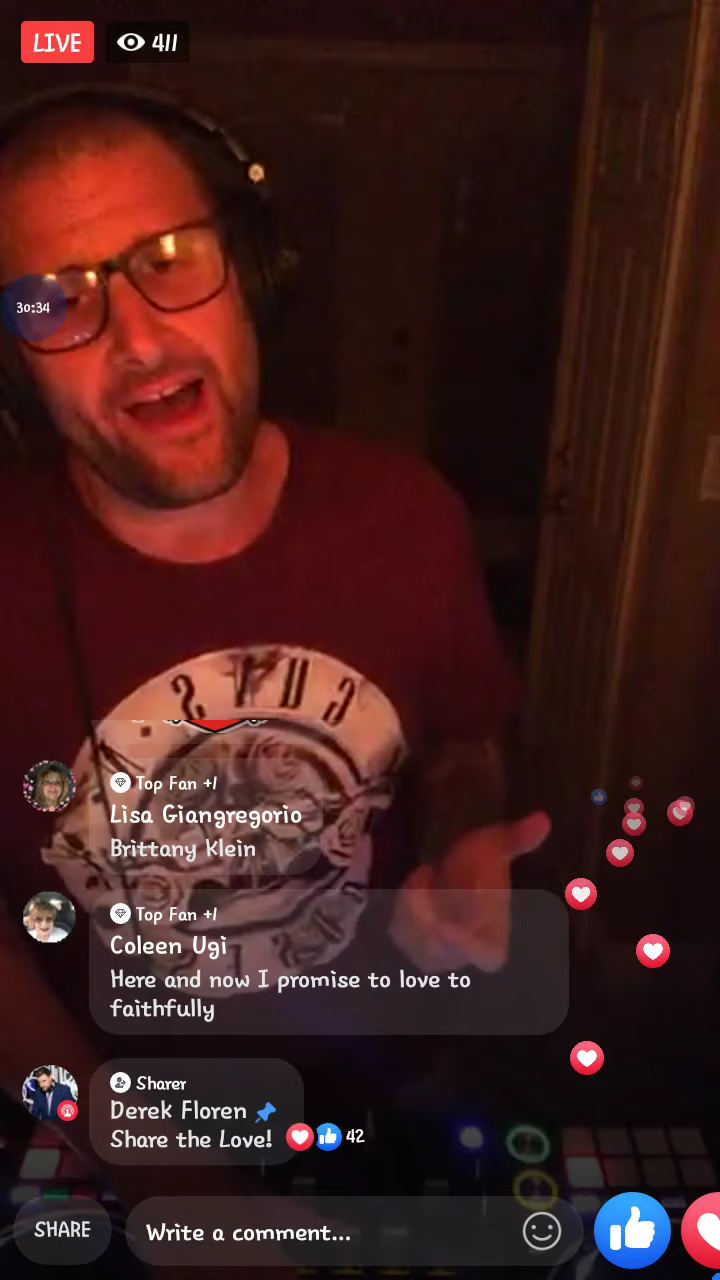 LIVE 411
30:34
GUNS.
Top Fan +1
Lisa Giangregorio
Brittany Klein
Top Fan +1
Coleen Ugi
Here and now I promise to love to
faithfully
Sharer
Derek Floren
Share the Love! 42
SHARE Write a comment...